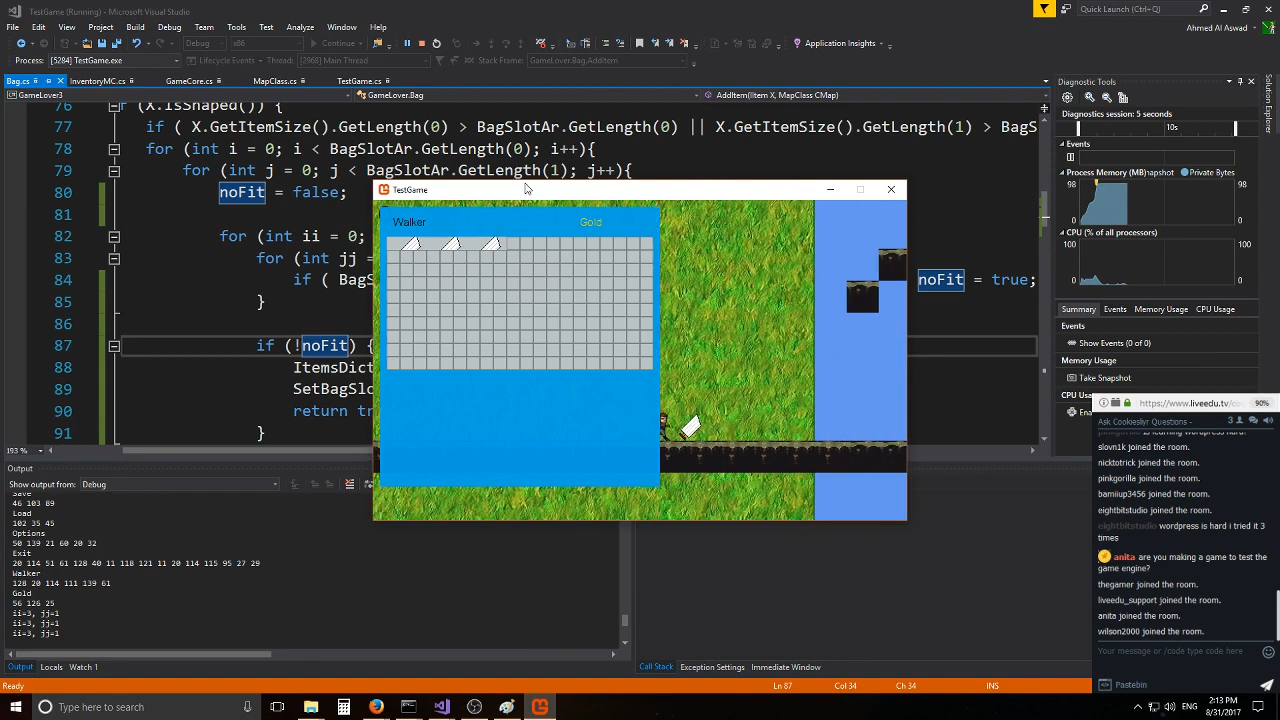 TestGame (Running) - Microsoft Visual Studio
Quick Launch (Ctrl+Q)
File Edit View Project Build Debug Team Tools Test Analyze Window Help
Ahmed Al Aswad
Debug x86 Continue Application Insights
Process: [5284] TestGame.exe Lifecycle Events Thread: [2968] Main Thread Stack Frame: GameLover.Bag.AddItem
Bag.cs InventoryMC.cs GameCore.cs MapClass.cs TestGame.cs
GameLover3 GameLover.Bag AddItem(Item X, MapClass CMap)
76 f (X.IsShaped()) {
77 if ( X.GetItemSize().GetLength(0) > BagSlotAr.GetLength(0) || X.GetItemSize().GetLength(1) > BagS
78 for (int i = 0; i < BagSlotAr.GetLength(0); i++){
79 for (int j = 0; j < BagSlotAr.GetLength(1); j++){
80 noFit = false;
81
82 for (int ii = 0;
83 for (int jj =
84 if ( BagS noFit = true;
85 }
86
87 if (!noFit) {
88 ItemsDict
89 SetBagSlo
90 return tr
91 }
193 %
TestGame
Walker Gold
Diagnostic Tools
Diagnostics session: 5 seconds
10s
Events
Process Memory (MB) Snapshot Private Bytes
98 98
0 0
CPU (% of all processors)
100 100
0 0
Summary Events Memory Usage CPU Usage
Events
Show Events (0 of 0)
Memory Usage
Take Snapshot
CPU Usage
Solution Explorer
Output
Show output from: Debug
Save
46 103 89
Load
102 35 45
Options
50 139 21 60 20 32
Exit
20 114 51 61 128 40 11 118 121 11 20 114 115 95 27 29
Walker
128 20 114 111 139 61
Gold
56 126 25
ii=3, jj=1
ii=3, jj=1
ii=3, jj=1
Output Locals Watch 1
Call Stack Exception Settings Immediate Window
https://www.liveedu.tv/co 90%
Ask Cookiesliyr Questions - 3
slovn1k joined the room.
nicktotrick joined the room.
pinkgorilla joined the room.
bamiiup3456 joined the room.
eightbitstudio joined the room.
eightbitstudio wordpress is hard i tried it 3
times
anita are you making a game to test the
game engine?
thegamer joined the room.
liveedu_support joined the room.
anita joined the room.
wilson2000 joined the room.
Your message or /code type code here
Pastebin
Ready Ln 87 Col 34 Ch 34 INS
Type here to search
2:13 PM
8/31/2017